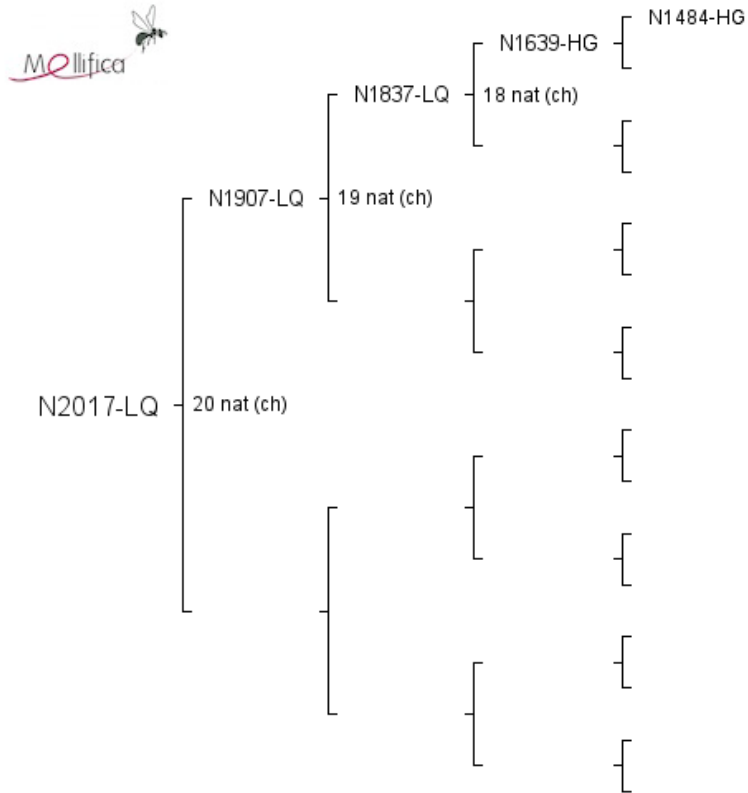 Mellifica
N1484-HG
N1639-HG
N1837-LQ
18 nat (ch)
N1907-LQ
19 nat (ch)
N2017-LQ
20 nat (ch)